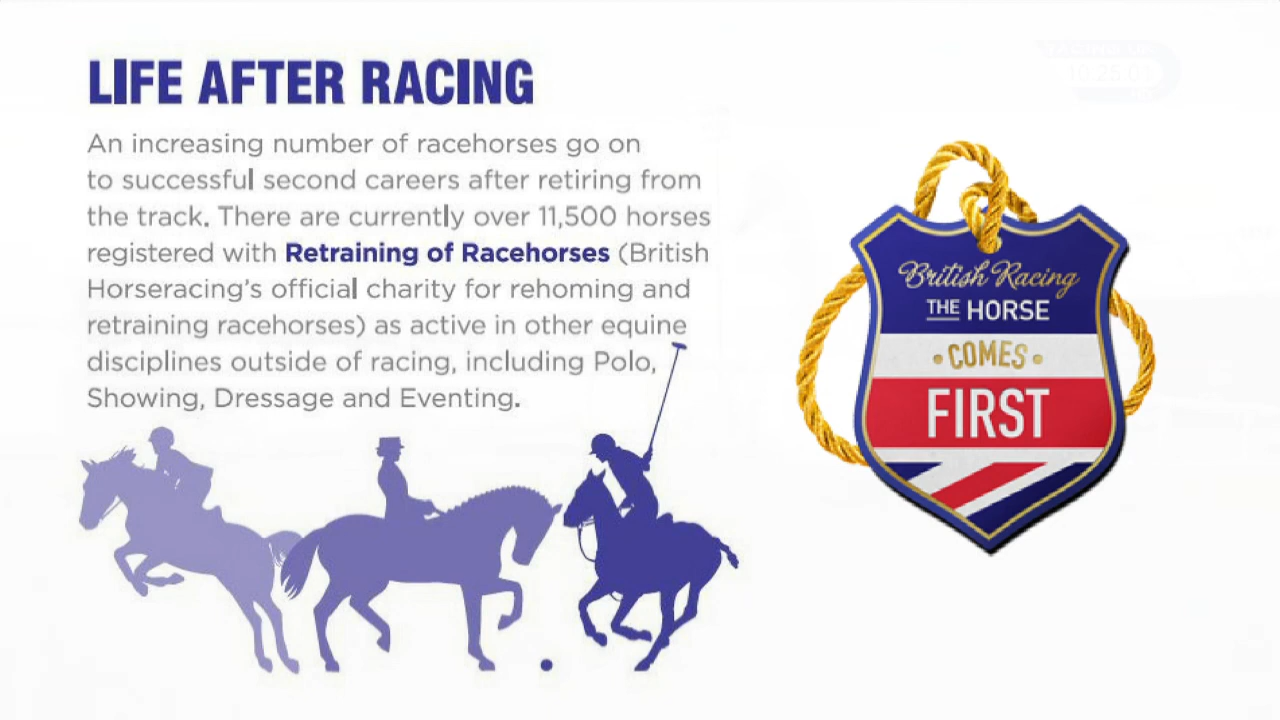 LIFE AFTER RACING
An increasing number of racehorses go on
to successful second careers after retiring from
the track. There are currently over 11,500 horses
registered with Retraining of Racehorses (British
Horseracing's official charity for rehoming and
retraining racehorses) as active in other equine
disciplines outside of racing, including Polo,
Showing, Dressage and Eventing.
British Racing
THE HORSE
• COMES •
FIRST